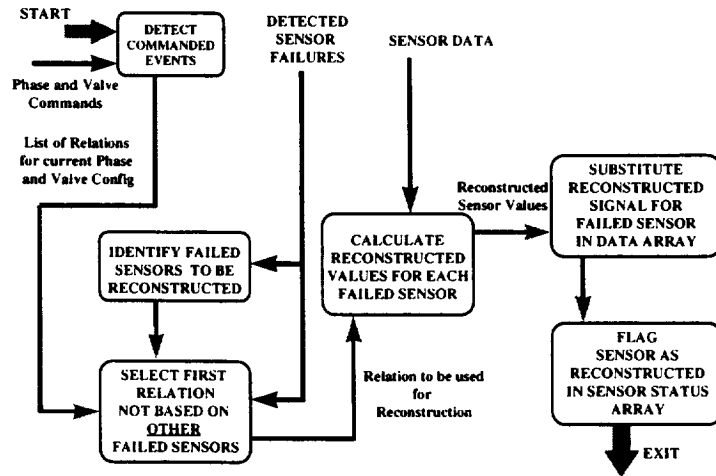 START
DETECT
COMMANDED
EVENTS
Phase and Valve
Commands
DETECTED
SENSOR
FAILURES
SENSOR DATA
List of Relations
for current Phase
and Valve Config
IDENTIFY FAILED
SENSORS TO BE
RECONSTRUCTED
SELECT FIRST
RELATION
NOT BASED ON
OTHER
FAILED SENSORS
Relation to be used
for
Reconstruction
CALCULATE
RECONSTRUCTED
VALUES FOR EACH
FAILED SENSOR
Reconstructed
Sensor Values
SUBSTITUTE
RECONSTRUCTED
SIGNAL FOR
FAILED SENSOR
IN DATA ARRAY
FLAG
SENSOR AS
RECONSTRUCTED
IN SENSOR STATUS
ARRAY
EXIT